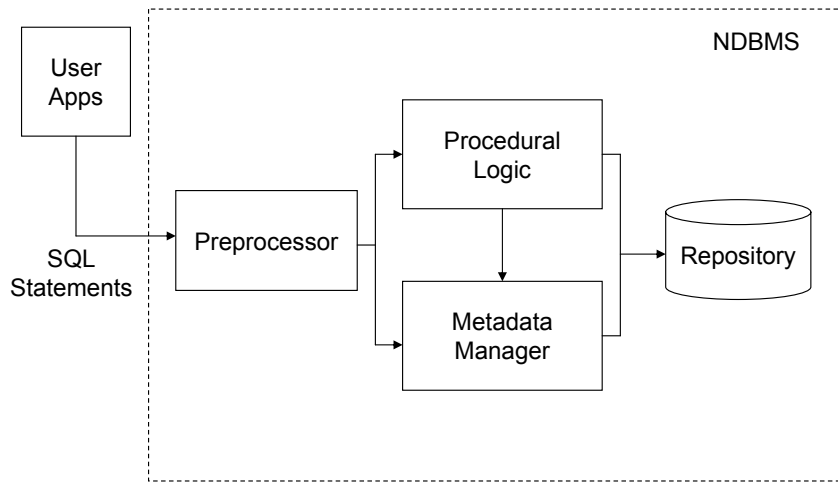 NDBMS
User
Apps
Procedural
Logic
Preprocessor
SQL
Statements
Repository
Metadata
Manager